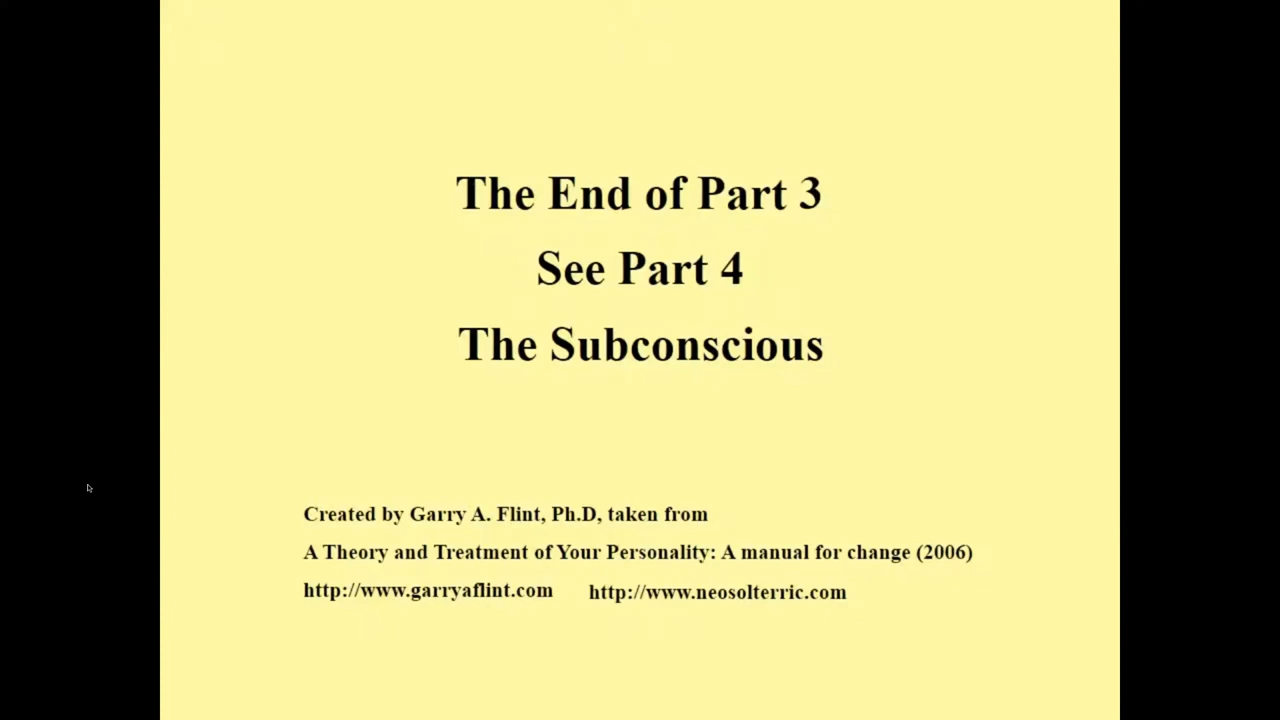 The End of Part 3
See Part 4
The Subconscious
Created by Garry A. Flint, Ph.D, taken from
A Theory and Treatment of Your Personality: A manual for change (2006)
http://www.garryaflint.com http://www.neosolterric.com